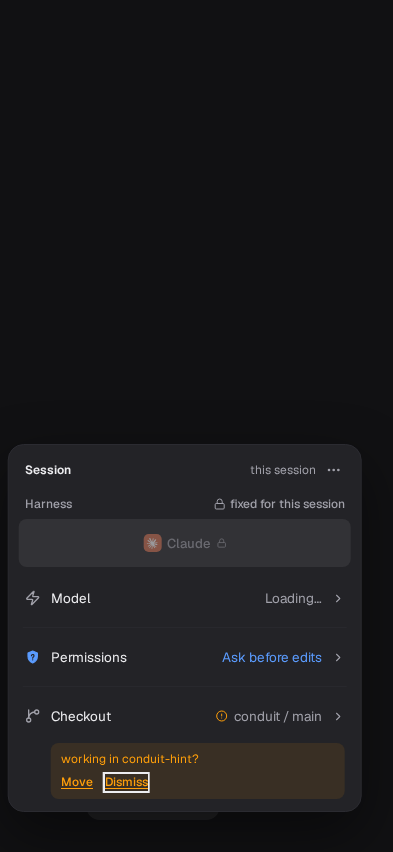 Session this session
Harness fixed for this session
Claude
Model Loading...
Permissions Ask before edits
Checkout conduit / main
working in conduit-hint?
Move Dismiss